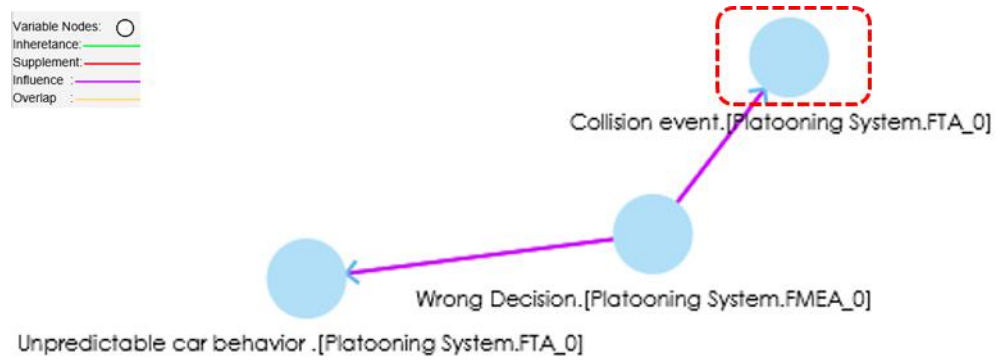 Variable Nodes:
Inheretance:
Supplement:
Influence :
Overlap :
Collision event.[Platooning System.FTA_0]
Wrong Decision.[Platooning System.FMEA_0]
Unpredictable car behavior .[Platooning System.FTA_0]